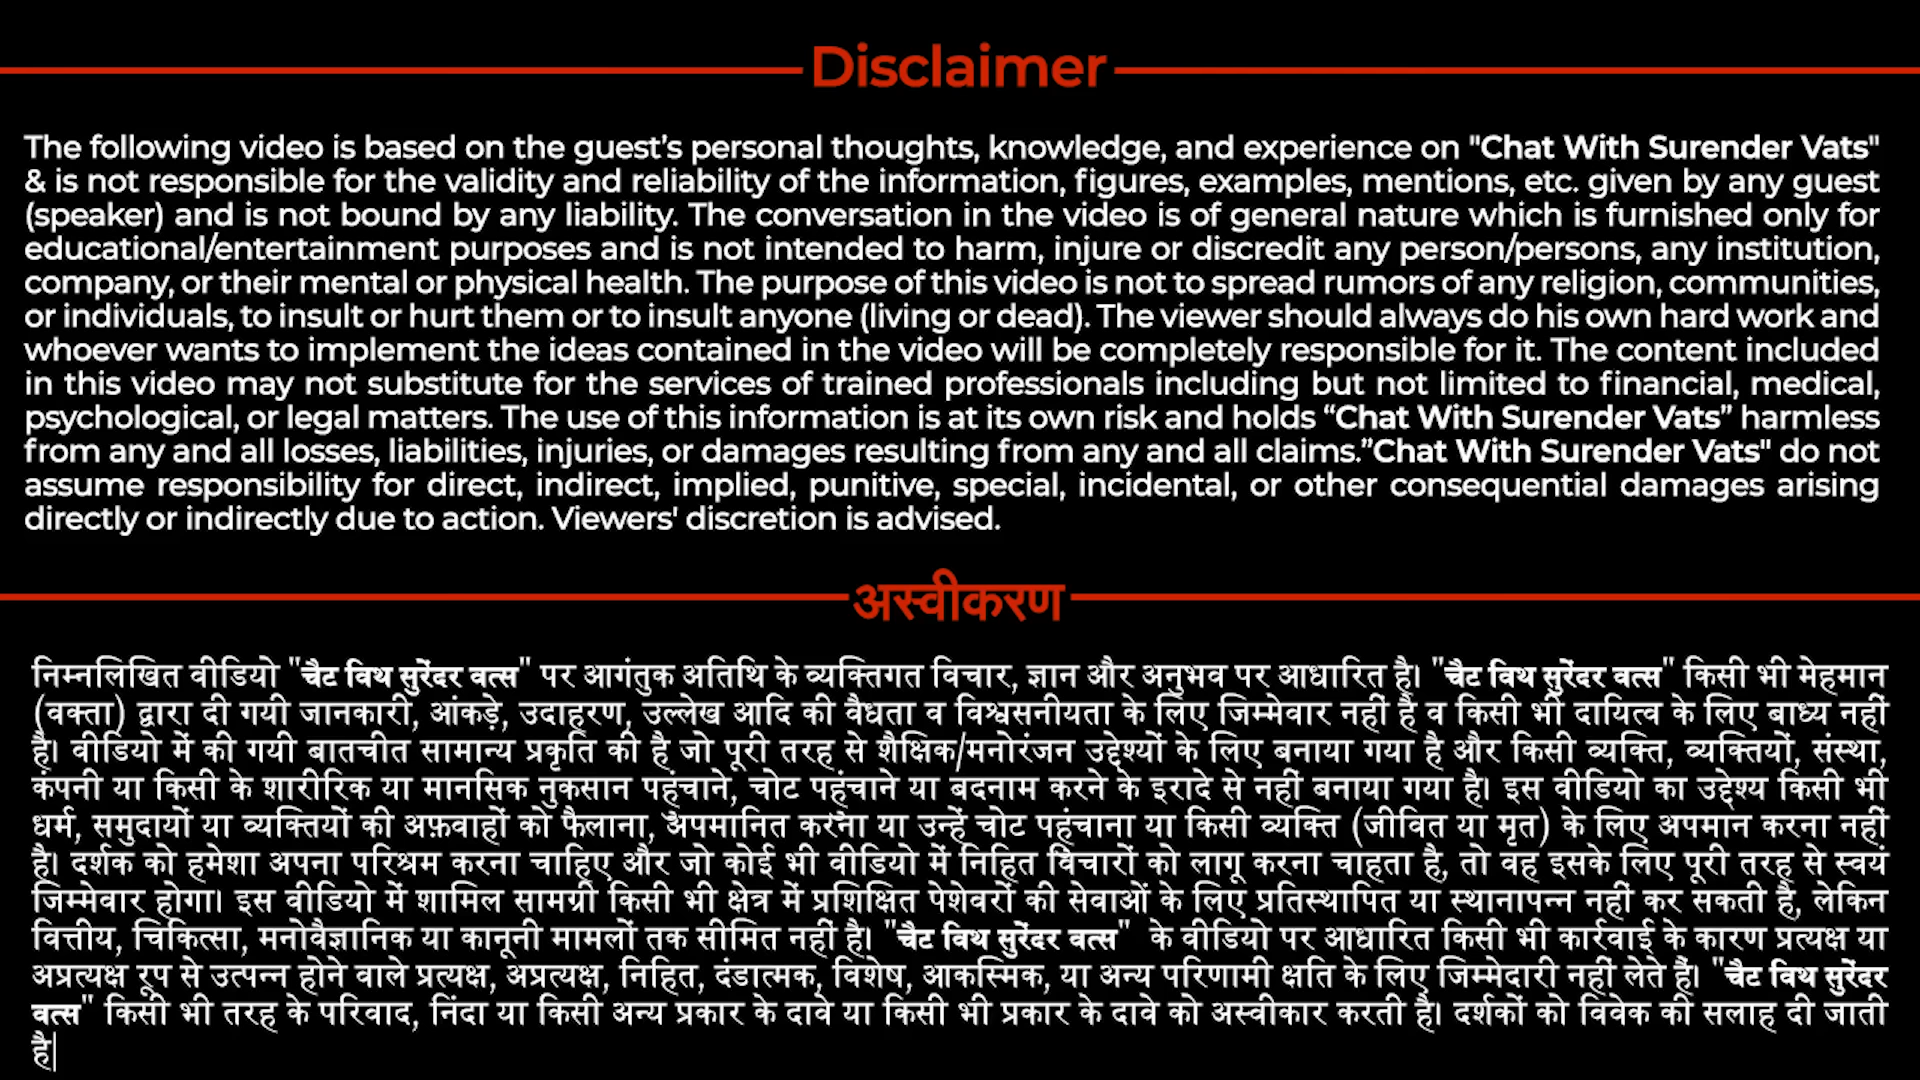 Disclaimer
The following video is based on the guest’s personal thoughts, knowledge, and experience on "Chat With Surender Vats"
& is not responsible for the validity and reliability of the information, figures, examples, mentions, etc. given by any guest
(speaker) and is not bound by any liability. The conversation in the video is of general nature which is furnished only for
educational/entertainment purposes and is not intended to harm, injure or discredit any person/persons, any institution,
company, or their mental or physical health. The purpose of this video is not to spread rumors of any religion, communities,
or individuals, to insult or hurt them or to insult anyone (living or dead). The viewer should always do his own hard work and
whoever wants to implement the ideas contained in the video will be completely responsible for it. The content included
in this video may not substitute for the services of trained professionals including but not limited to financial, medical,
psychological, or legal matters. The use of this information is at its own risk and holds “Chat With Surender Vats” harmless
from any and all losses, liabilities, injuries, or damages resulting from any and all claims.”Chat With Surender Vats" do not
assume responsibility for direct, indirect, implied, punitive, special, incidental, or other consequential damages arising
directly or indirectly due to action. Viewers' discretion is advised.
अस्वीकरण
निम्नलिखित वीडियो "चैट विथ सुरेंदर वत्स" पर आगंतुक अतिथि के व्यक्तिगत विचार, ज्ञान और अनुभव पर आधारित है। "चैट विथ सुरेंदर वत्स" किसी भी मेहमान
(वक्ता) द्वारा दी गयी जानकारी, आंकड़े, उदाहरण, उल्लेख आदि की वैधता व विश्वसनीयता के लिए जिम्मेवार नहीं है व किसी भी दायित्व के लिए बाध्य नहीं
है। वीडियो में की गयी बातचीत सामान्य प्रकृति की है जो पूरी तरह से शैक्षिक/मनोरंजन उद्देश्यों के लिए बनाया गया है और किसी व्यक्ति, व्यक्तियों, संस्था,
कंपनी या किसी के शारीरिक या मानसिक नुकसान पहुंचाने, चोट पहुंचाने या बदनाम करने के इरादे से नहीं बनाया गया है। इस वीडियो का उद्देश्य किसी भी
धर्म, समुदायों या व्यक्तियों की अफ़वाहों को फैलाना, अपमानित करना या उन्हें चोट पहुंचाना या किसी व्यक्ति (जीवित या मृत) के लिए अपमान करना नहीं
है। दर्शक को हमेशा अपना परिश्रम करना चाहिए और जो कोई भी वीडियो में निहित विचारों को लागू करना चाहता है, तो वह इसके लिए पूरी तरह से स्वयं
जिम्मेवार होगा। इस वीडियो में शामिल सामग्री किसी भी क्षेत्र में प्रशिक्षित पेशेवरों की सेवाओं के लिए प्रतिस्थापित या स्थानापन्न नहीं कर सकती है, लेकिन
वित्तीय, चिकित्सा, मनोवैज्ञानिक या कानूनी मामलों तक सीमित नहीं है। "चैट विथ सुरेंदर वत्स" के वीडियो पर आधारित किसी भी कार्रवाई के कारण प्रत्यक्ष या
अप्रत्यक्ष रूप से उत्पन्न होने वाले प्रत्यक्ष, अप्रत्यक्ष, निहित, दंडात्मक, विशेष, आकस्मिक, या अन्य परिणामी क्षति के लिए जिम्मेदारी नहीं लेते हैं। "चैट विथ सुरेंदर
वत्स" किसी भी तरह के परिवाद, निंदा या किसी अन्य प्रकार के दावे या किसी भी प्रकार के दावे को अस्वीकार करती है। दर्शकों को विवेक की सलाह दी जाती
है|